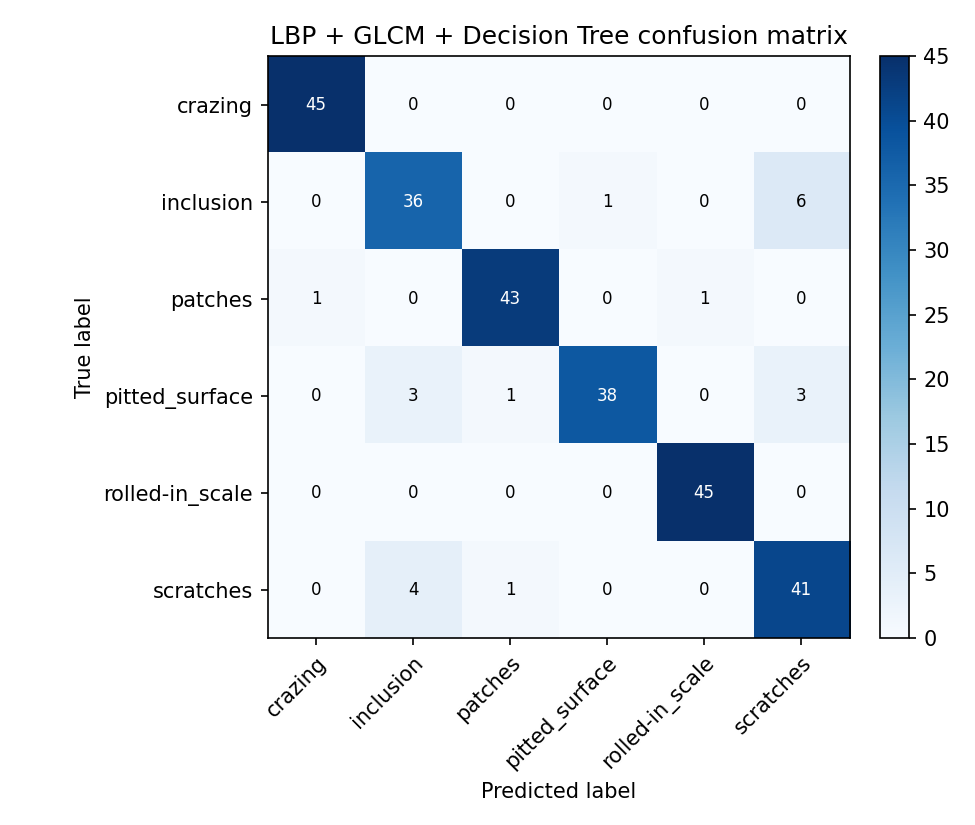 LBP + GLCM + Decision Tree confusion matrix
True label
crazing 45 0 0 0 0 0
inclusion 0 36 0 1 0 6
patches 1 0 43 0 1 0
pitted_surface 0 3 1 38 0 3
rolled-in_scale 0 0 0 0 45 0
scratches 0 4 1 0 0 41
crazing inclusion patches pitted_surface rolled-in_scale scratches
Predicted label
45
40
35
30
25
20
15
10
5
0